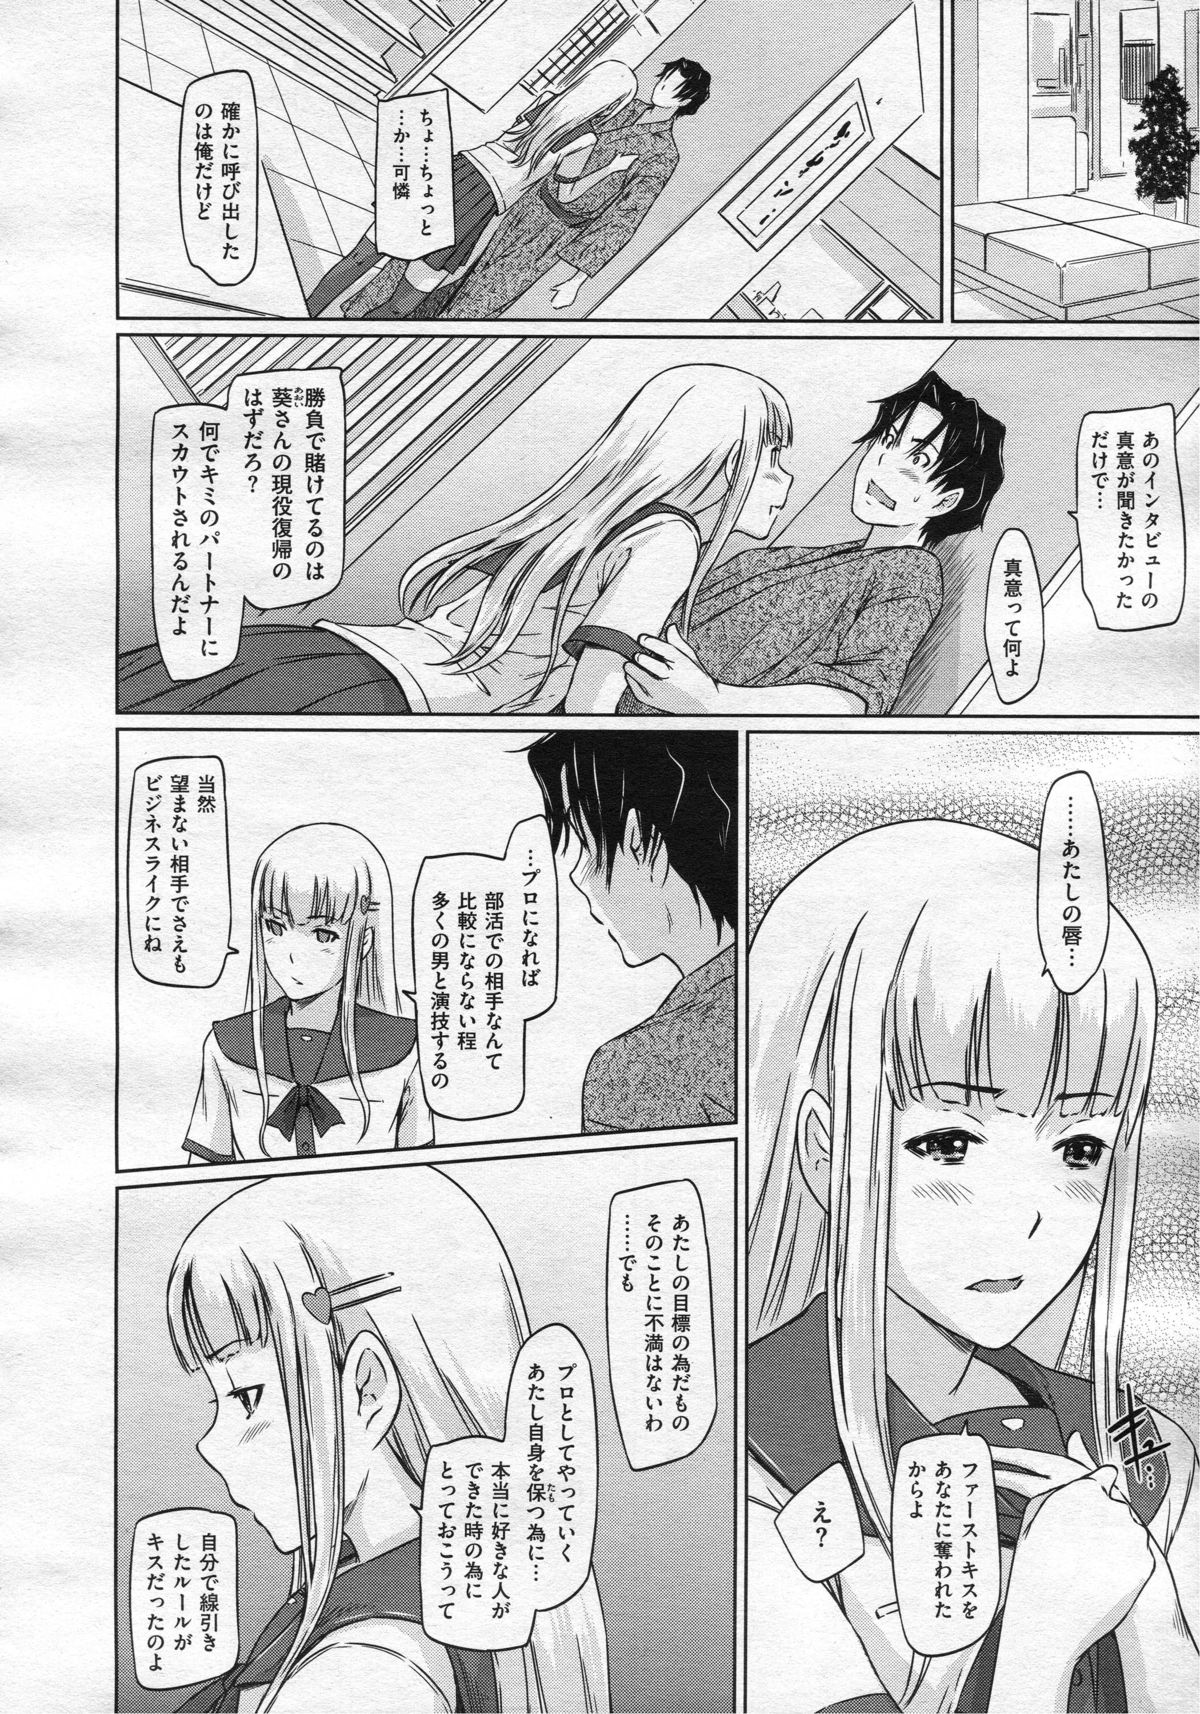 ちょ…ちょっと
…か…可憐
確かに呼び出した
のは俺だけど
あのインタビューの
真意が聞きたかった
だけで…
真意って何よ
勝負で賭けてるのは
葵さんの現役復帰の
あおい
はずだろ？
何でキミのパートナーに
スカウトされるんだよ
……あたしの唇…
ファーストキスを
あなたに奪われた
からよ
キュ…
え？
…プロになれば
部活での相手なんて
比較にならない程
多くの男と演技するの
当然
望まない相手でさえも
ビジネスライクにね
あたしの目標の為だもの
そのことに不満はないわ
……でも
プロとしてやっていく
あたし自身を保つ為に…
たも
本当に好きな人が
できた時の為に
とっておこうって
自分で線引き
したルールが
キスだったのよ